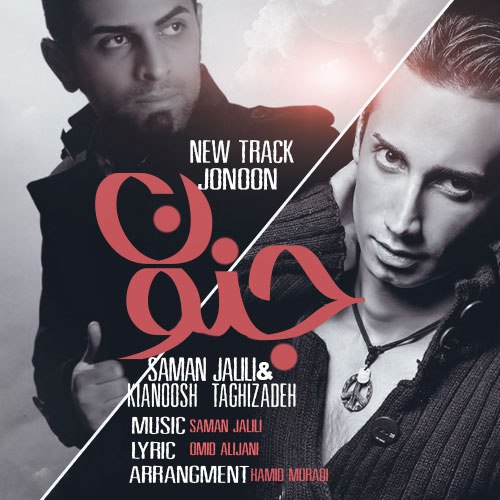 NEW TRACK
JONOON
جنون
SAMAN JALILI&
KIANOOSH TAGHIZADEH
MUSIC SAMAN JALILI
LYRIC OMID ALIJANI
ARRANGMENT HAMID MORADI